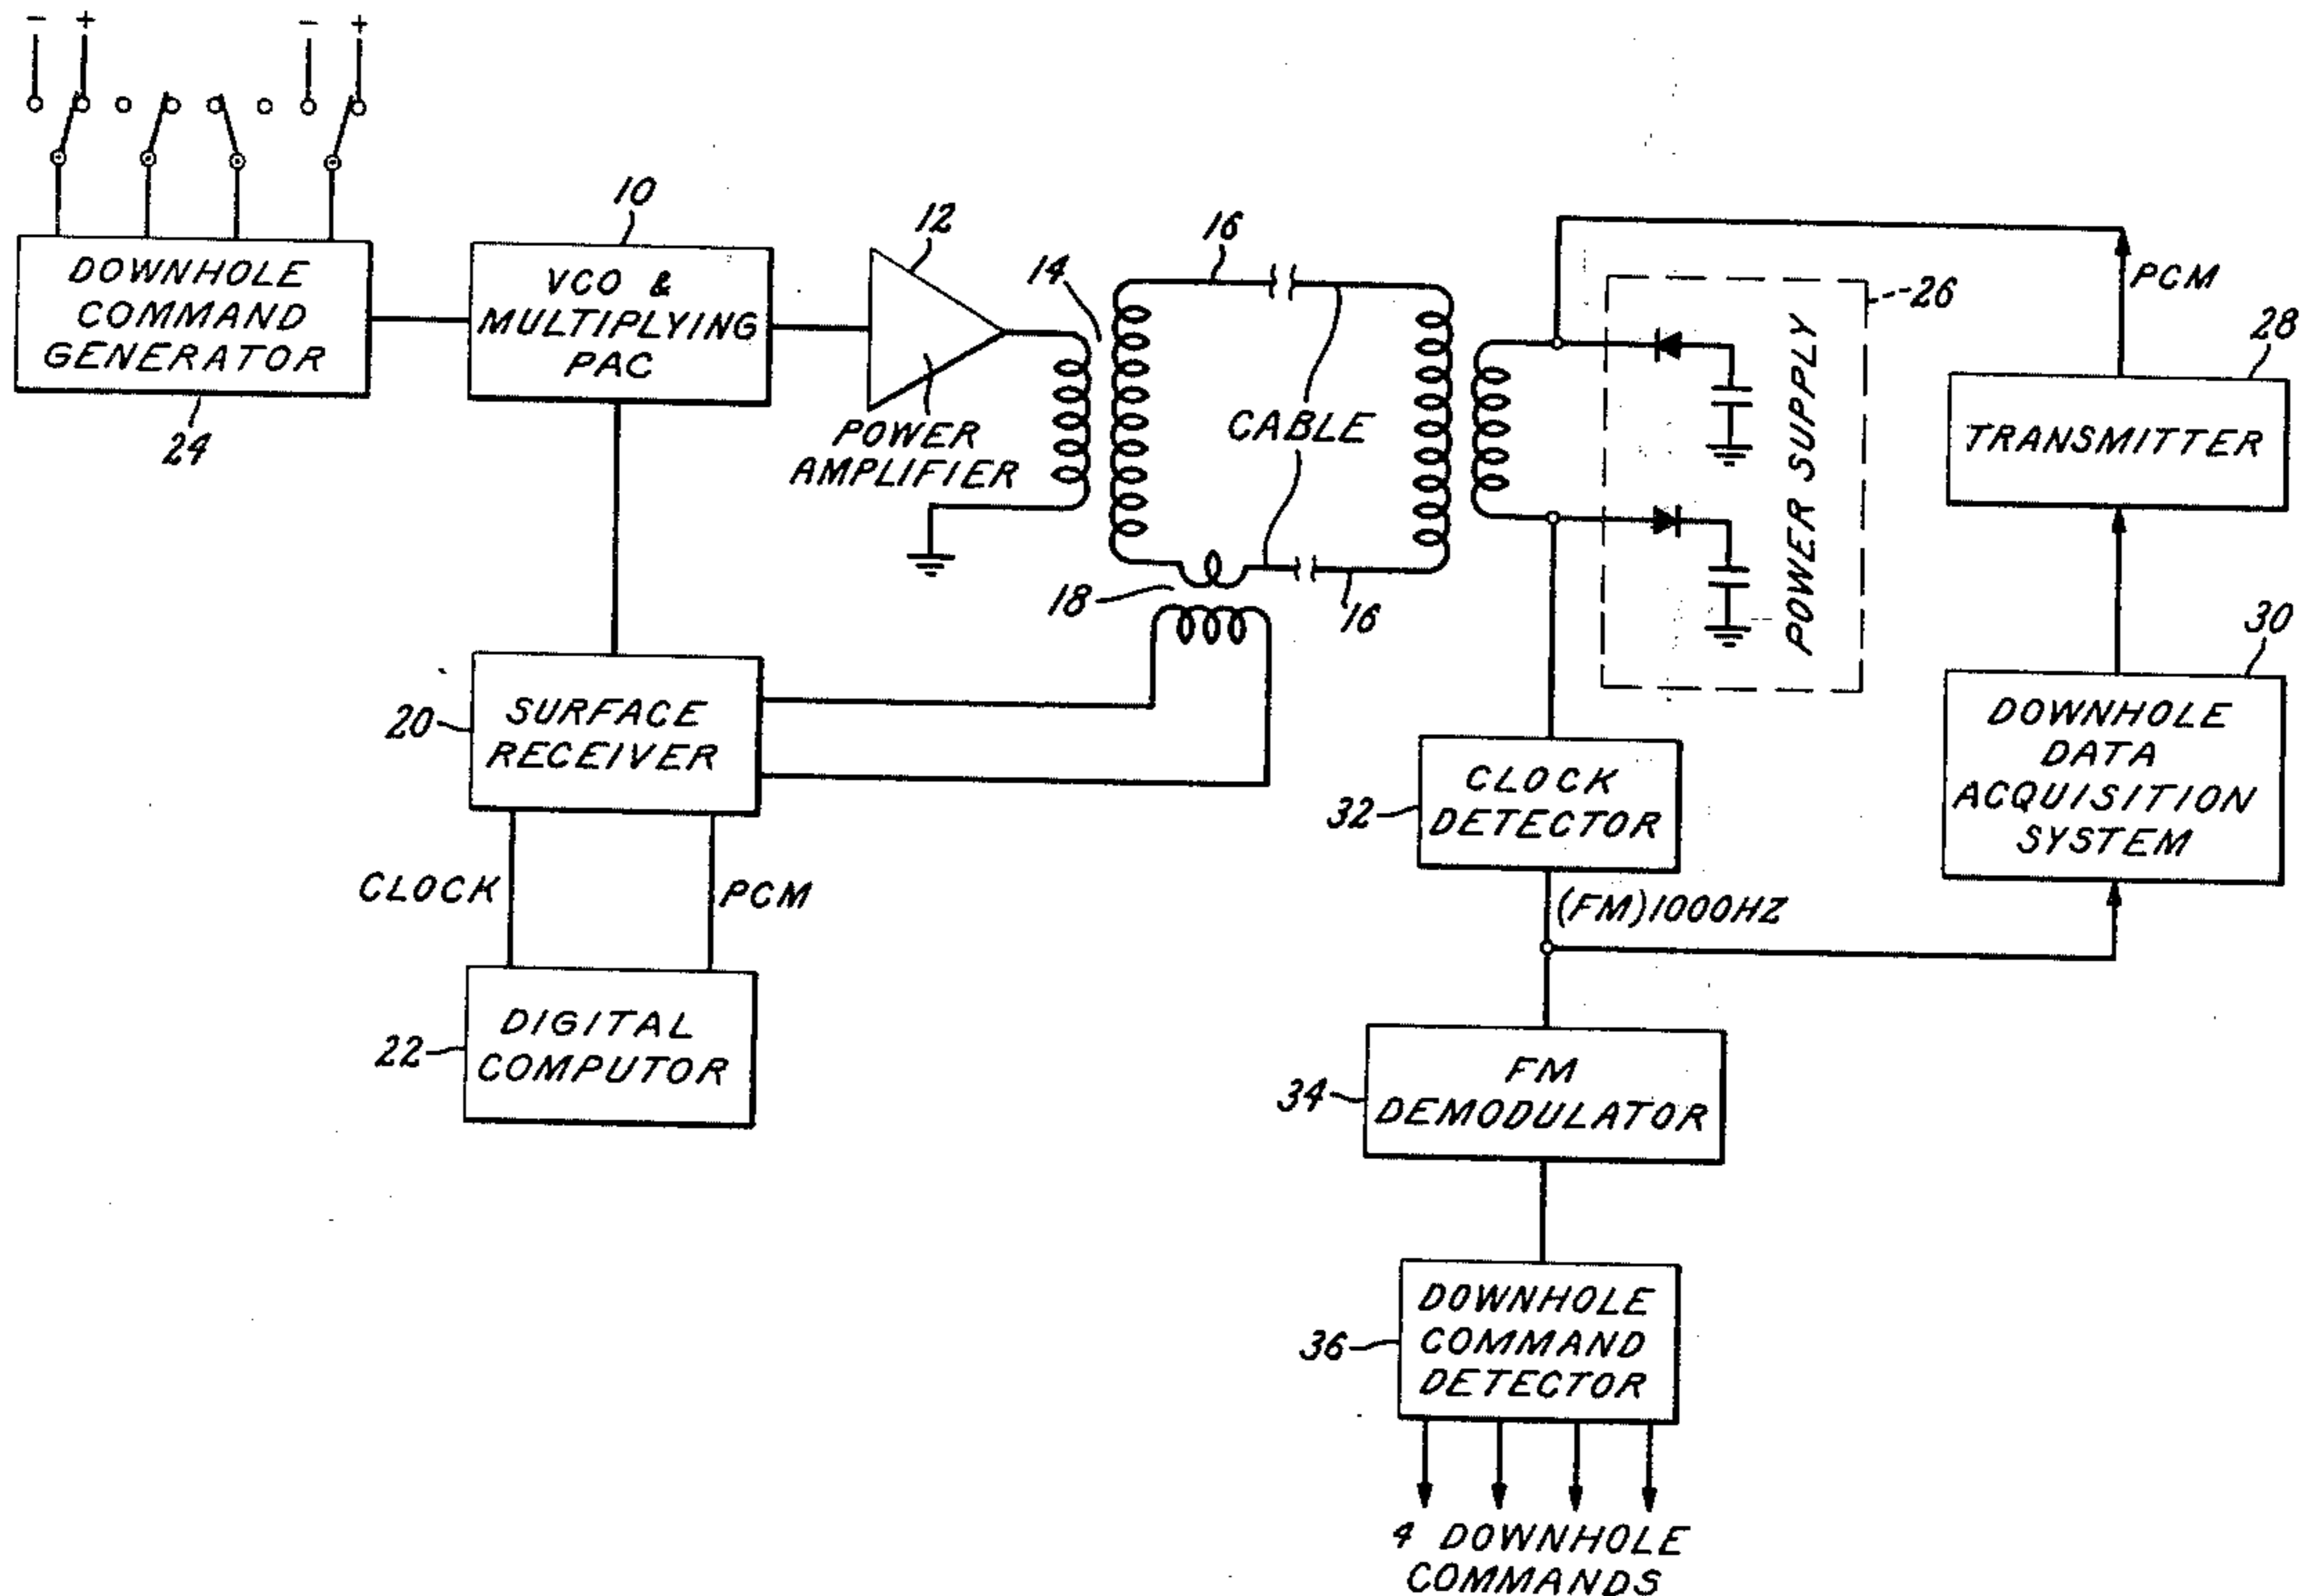 - + - +
DOWNHOLE
COMMAND
GENERATOR
24
10
VCO &
MULTIPLYING
PAC
12
POWER
AMPLIFIER
14
16
CABLE
18
16
26
POWER SUPPLY
PCM
28
TRANSMITTER
30
DOWNHOLE
DATA
ACQUISITION
SYSTEM
20
SURFACE
RECEIVER
CLOCK
PCM
22
DIGITAL
COMPUTOR
32
CLOCK
DETECTOR
(FM)1000HZ
34
FM
DEMODULATOR
36
DOWNHOLE
COMMAND
DETECTOR
4 DOWNHOLE
COMMANDS